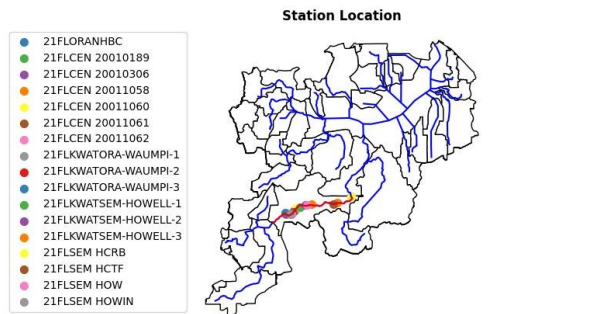 Station Location
21FLORANHBC
21FLCEN 20010189
21FLCEN 20010306
21FLCEN 20011058
21FLCEN 20011060
21FLCEN 20011061
21FLCEN 20011062
21FLKWATORA-WAUMPI-1
21FLKWATORA-WAUMPI-2
21FLKWATORA-WAUMPI-3
21FLKWATSEM-HOWELL-1
21FLKWATSEM-HOWELL-2
21FLKWATSEM-HOWELL-3
21FLSEM HCRB
21FLSEM HCTF
21FLSEM HOW
21FLSEM HOWIN